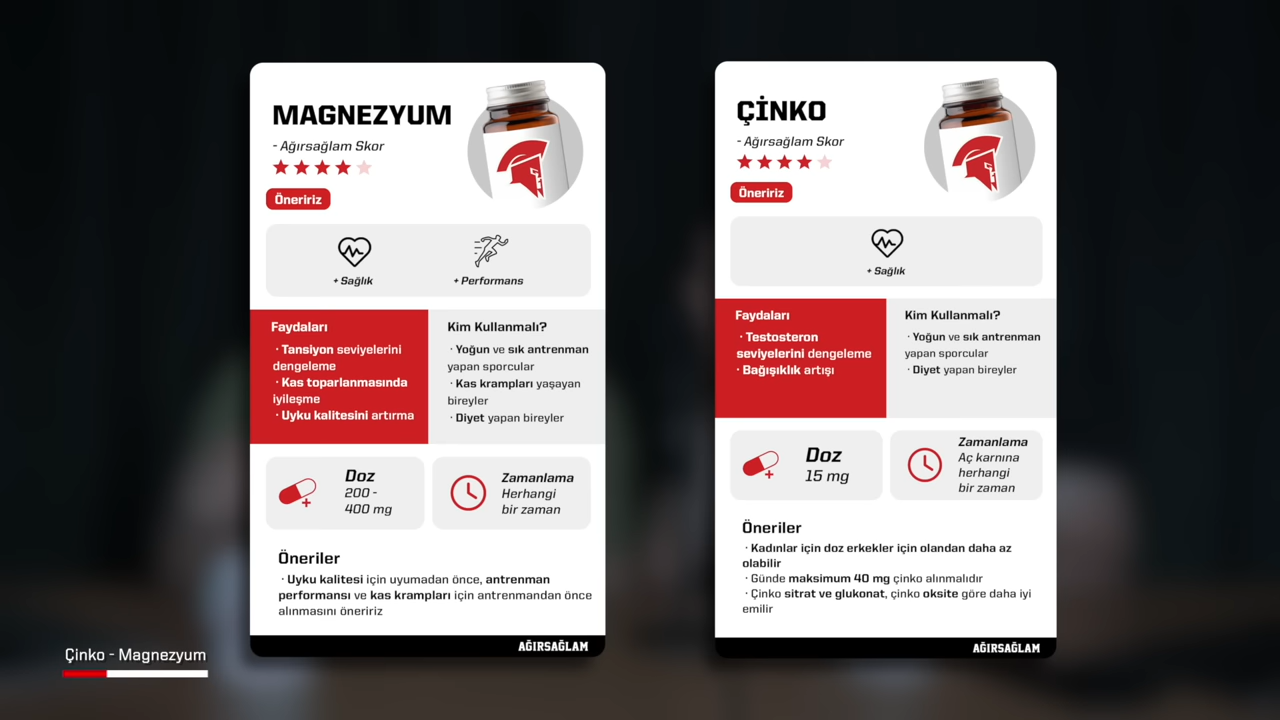 MAGNEZYUM
- Ağırsağlam Skor
Öneririz
+ Sağlık
+ Performans
Faydaları
· Tansiyon seviyelerini
dengeleme
· Kas toparlanmasında
iyileşme
· Uyku kalitesini artırma
Kim Kullanmalı?
· Yoğun ve sık antrenman
yapan sporcular
· Kas krampları yaşayan
bireyler
· Diyet yapan bireyler
Doz
200 -
400 mg
Zamanlama
Herhangi
bir zaman
Öneriler
· Uyku kalitesi için uyumadan önce, antrenman
performansı ve kas krampları için antrenmandan önce
alınmasını öneririz
AĞIRSAĞLAM
ÇİNKO
- Ağırsağlam Skor
Öneririz
+ Sağlık
Faydaları
· Testosteron
seviyelerini dengeleme
· Bağışıklık artışı
Kim Kullanmalı?
· Yoğun ve sık antrenman
yapan sporcular
· Diyet yapan bireyler
Doz
15 mg
Zamanlama
Aç karnına
herhangi
bir zaman
Öneriler
· Kadınlar için doz erkekler için olandan daha az
olabilir
· Günde maksimum 40 mg çinko alınmalıdır
· Çinko sitrat ve glukonat, çinko oksite göre daha iyi
emilir
AĞIRSAĞLAM
Çinko - Magnezyum